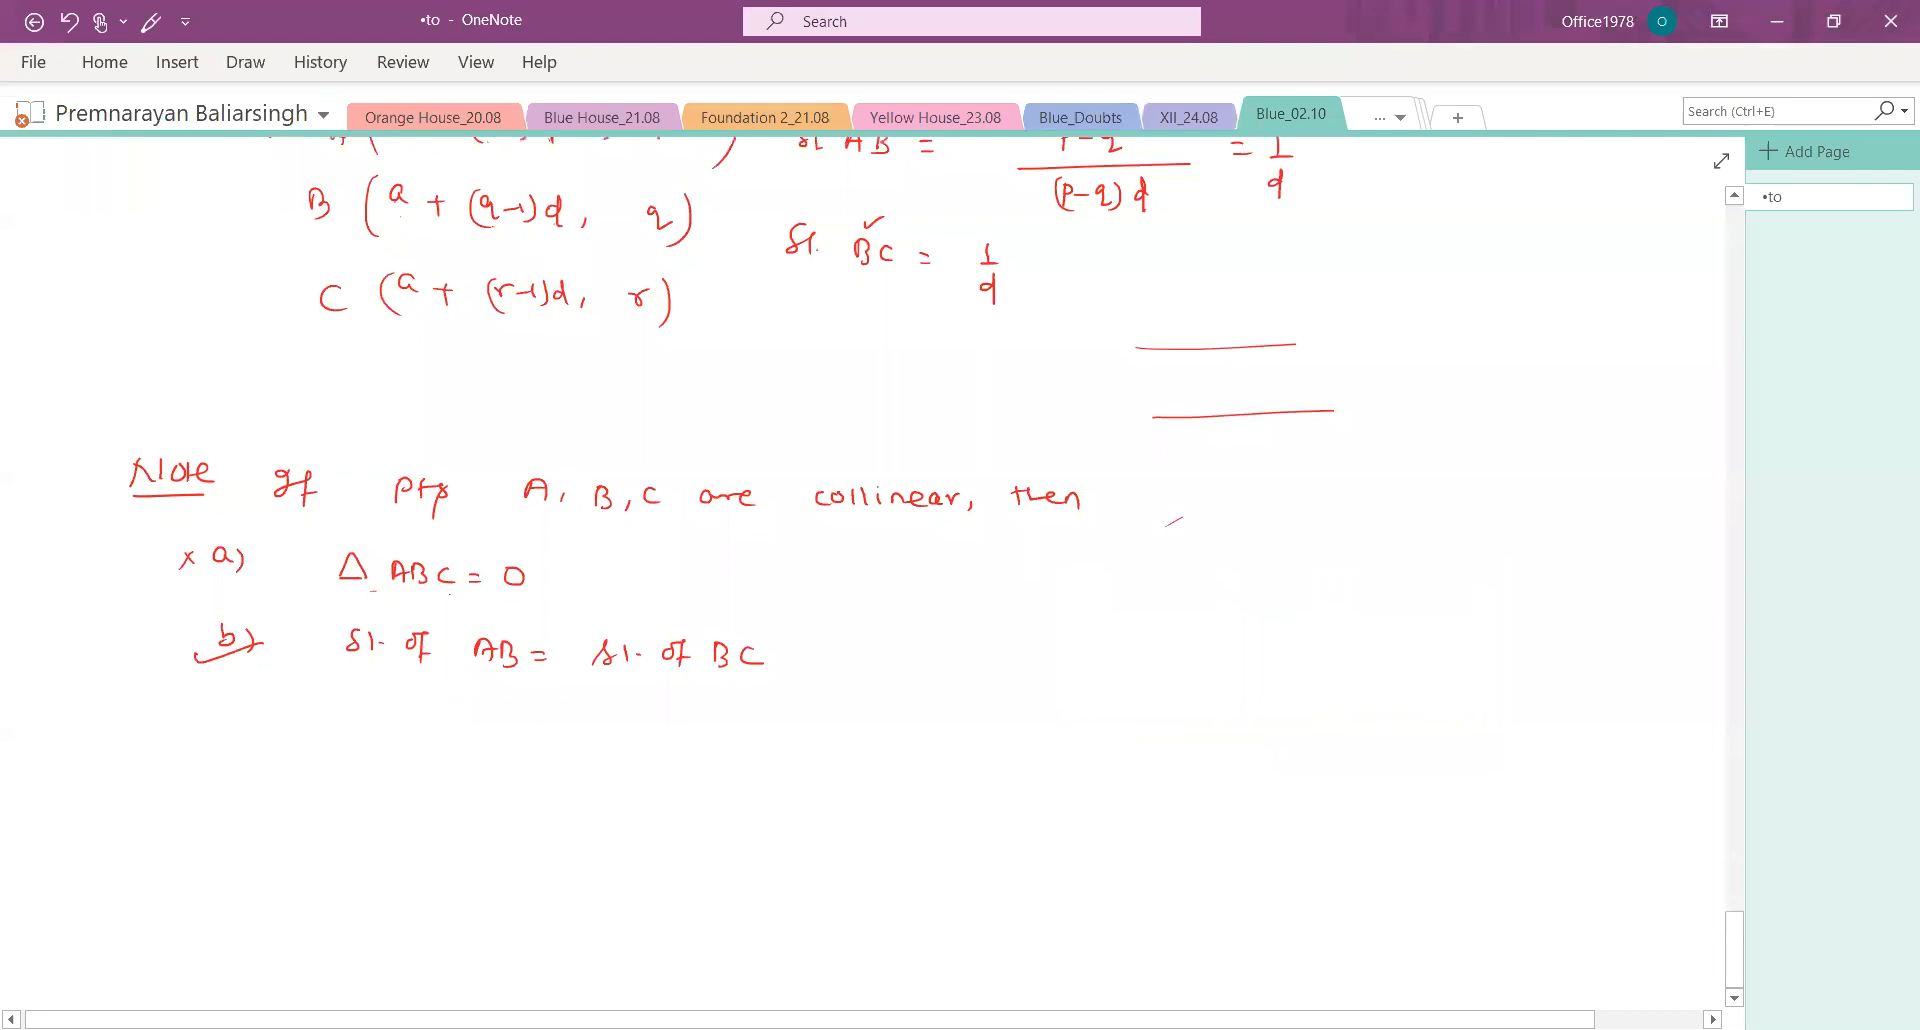 •to - OneNote
Search
Office1978 O
File Home Insert Draw History Review View Help
Premnarayan Baliarsingh
Orange House_20.08 Blue House_21.08 Foundation 2_21.08 Yellow House_23.08 Blue_Doubts XII_24.08 Blue_02.10 ... +
Search (Ctrl+E)
+ Add Page
•to
Sl AB = p-q / (p-q)d = 1/d
B (a + (q-1)d, q)
Sl. BC = 1/d
C (a + (r-1)d, r)
Note If pts A, B, C are collinear, then
x a) Δ ABC = 0
b) Sl. of AB = Sl. of BC